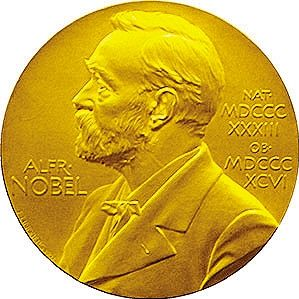 ALFR·
NOBEL
NAT·
MDCCC
XXXIII
OB·
MDCCC
XCVI